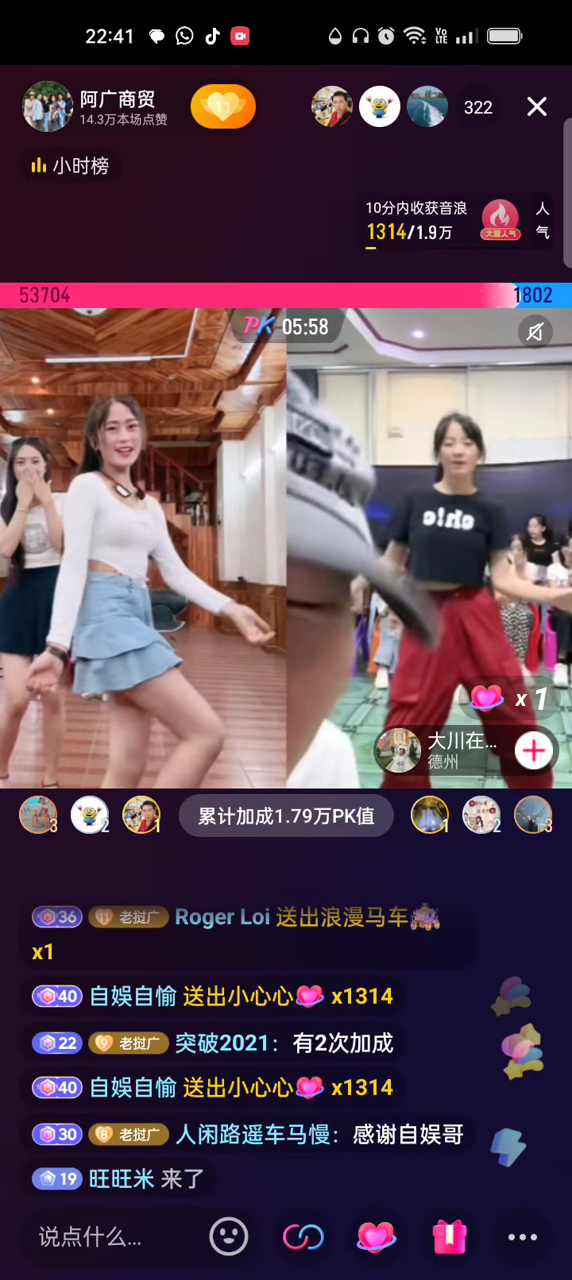 22:41
Vo
LTE
阿广商贸
14.3万本场点赞
11
322
小时榜
10分内收获音浪
1314/1.9万
大圈人气
人
气
53704
1802
PK 05:58
ch!c
x 1
大川在...
德州
3
2
1
累计加成1.79万PK值
1
2
3
36 11 老挝广 Roger Loi 送出浪漫马车
x1
40 自娱自愉 送出小心心 x1314
22 9 老挝广 突破2021：有2次加成
40 自娱自愉 送出小心心 x1314
30 8 老挝广 人闲路遥车马慢：感谢自娱哥
19 旺旺米 来了
说点什么...